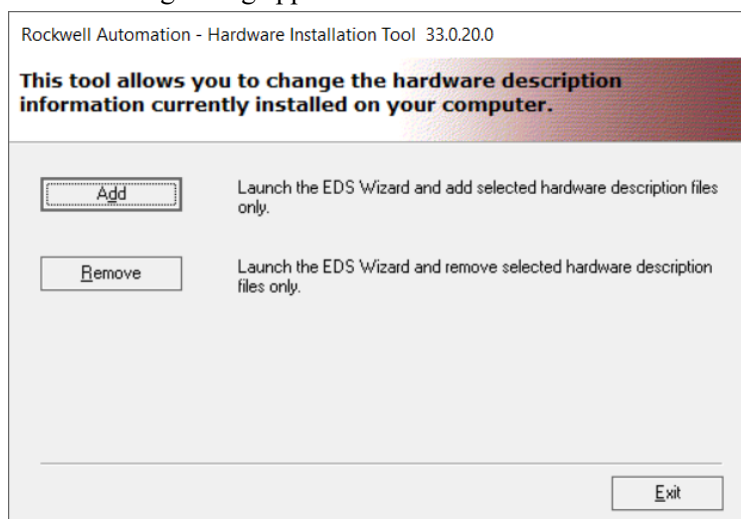 Rockwell Automation - Hardware Installation Tool 33.0.20.0
This tool allows you to change the hardware description
information currently installed on your computer.
Add
Launch the EDS Wizard and add selected hardware description files
only.
Remove
Launch the EDS Wizard and remove selected hardware description
files only.
Exit